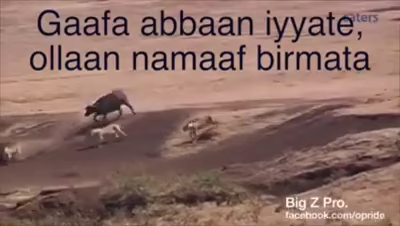 Gaafa abbaan iyyate,
ollaan namaaf birmata
Big Z Pro.
facebook.com/opride